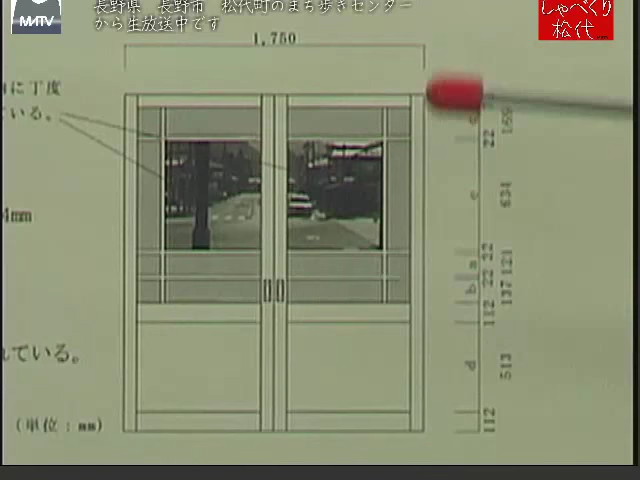 長野県　長野市　松代町のまち歩きセンター
から生放送中です
MATV
しゃべくり
松代
1,750
に丁度
ている。
4mm
れている。
(単位：mm)
22
169
c
634
22
a
121
b
22
137
112
d
513
112